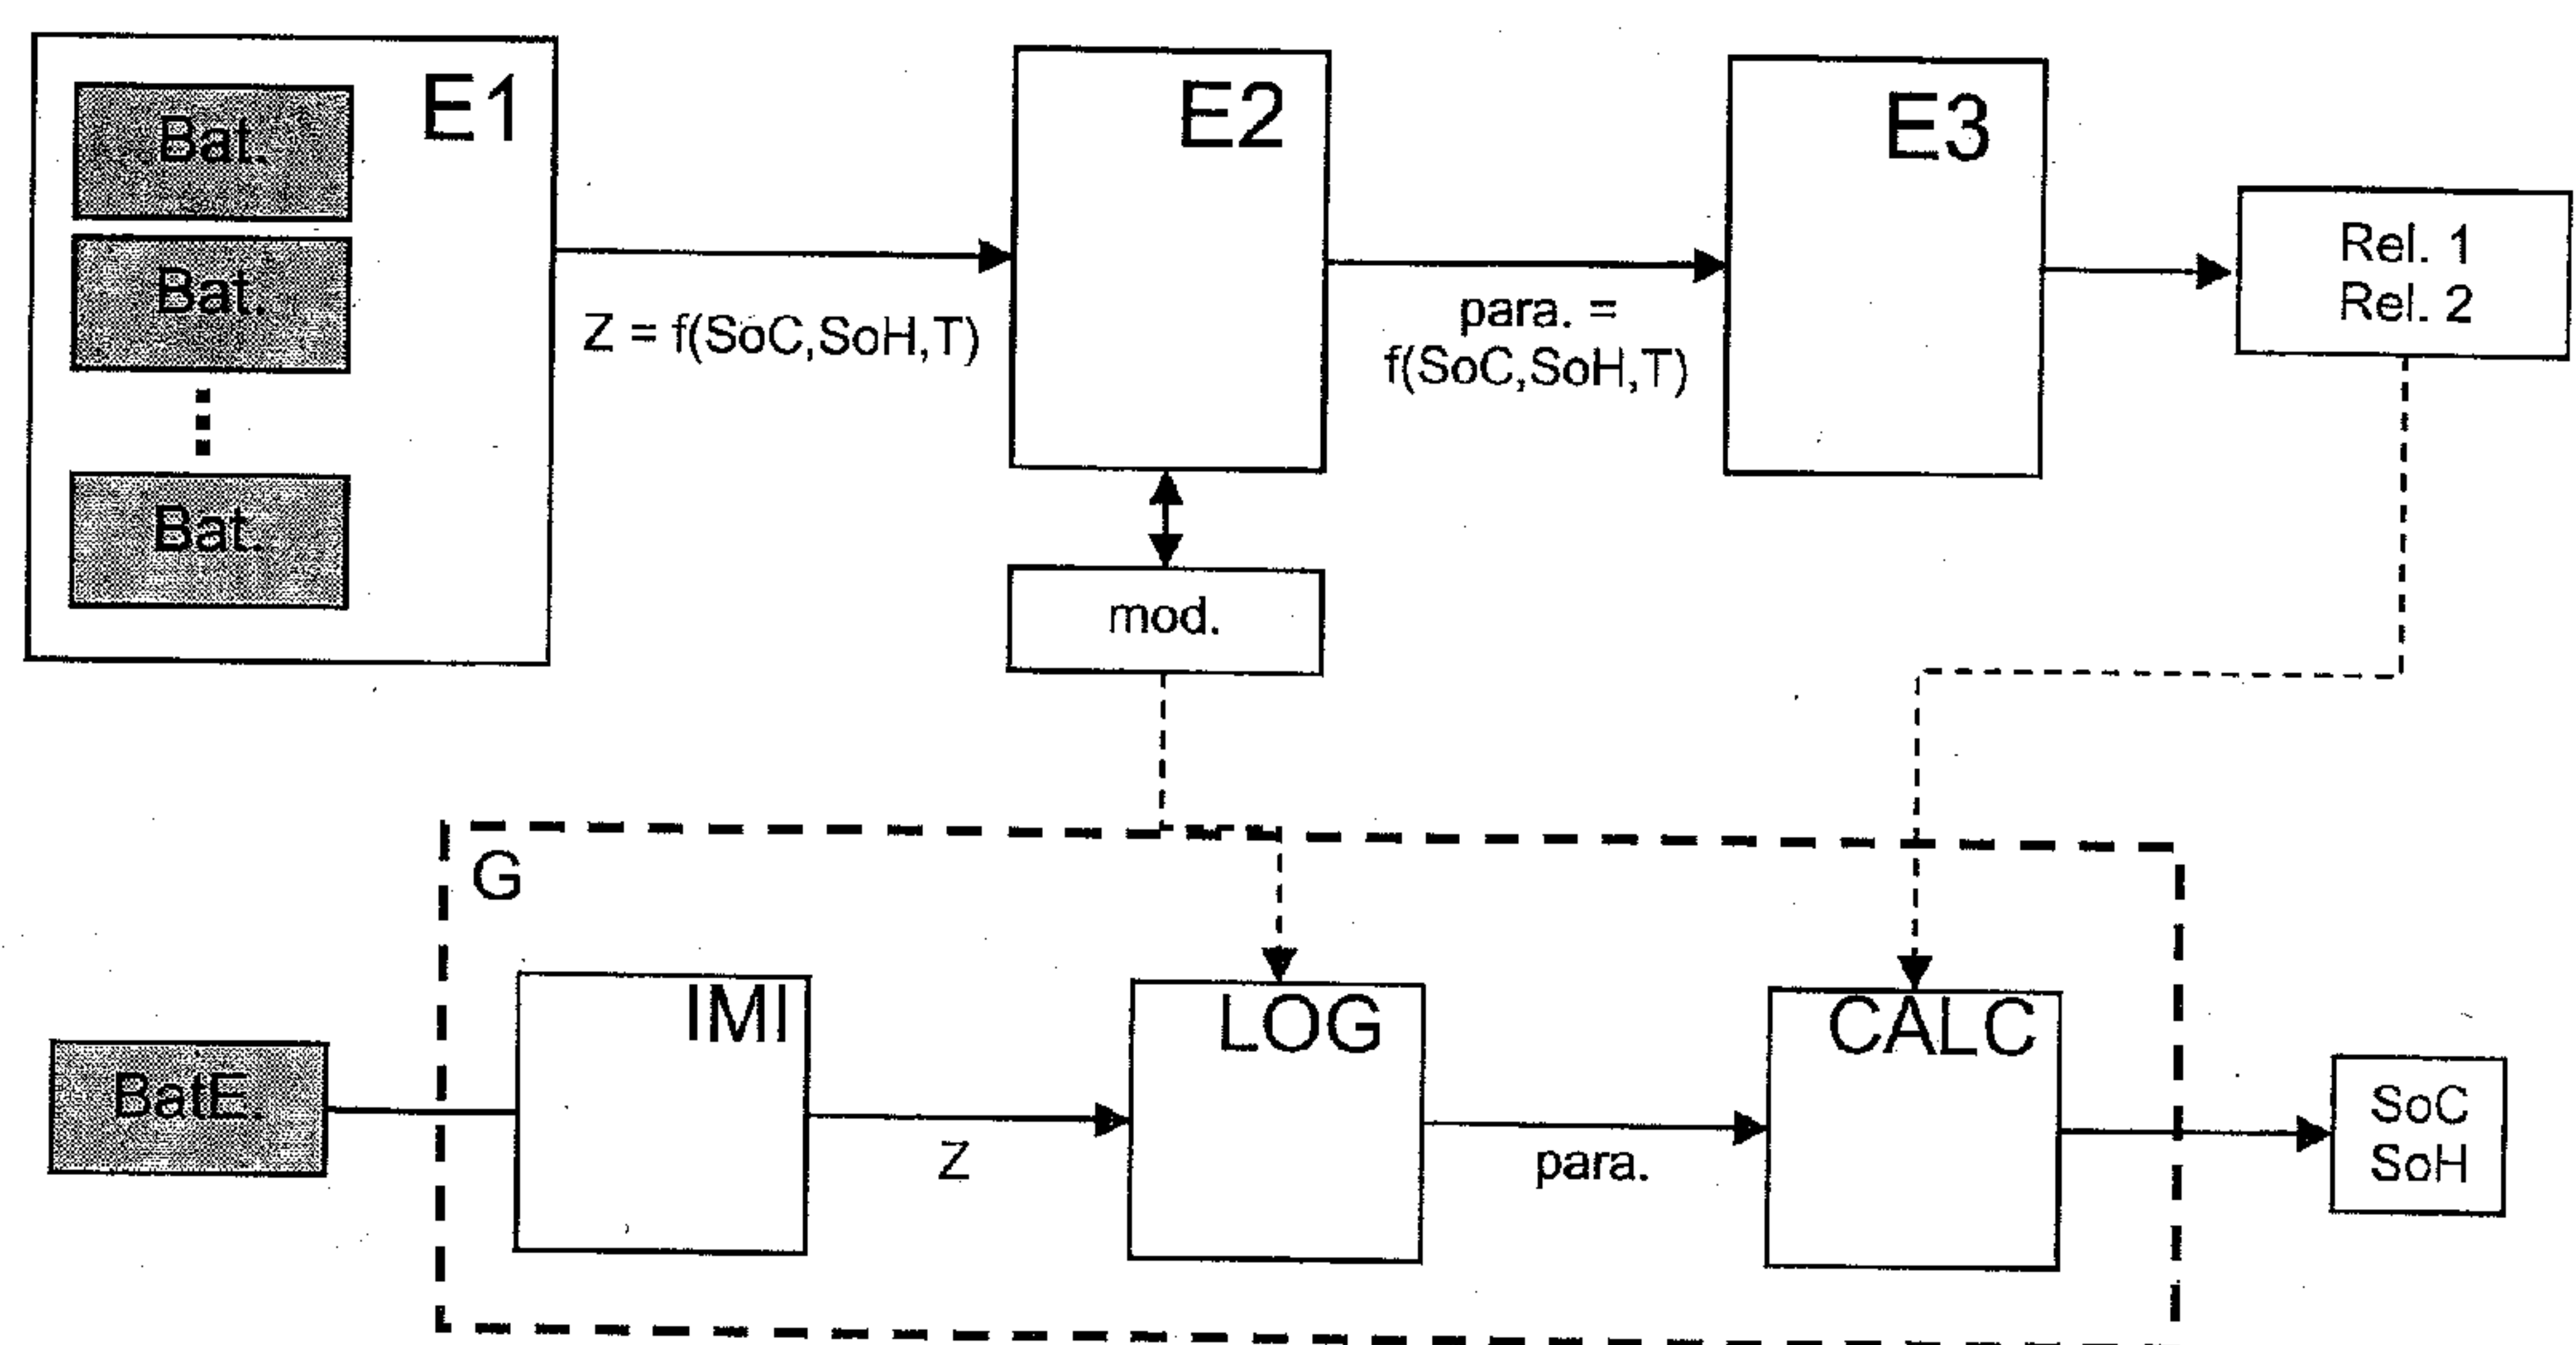 E1
Bat.
Bat.
Bat.
Z = f(SoC,SoH,T)
E2
mod.
para. =
f(SoC,SoH,T)
E3
Rel. 1
Rel. 2
G
BatE.
IMI
Z
LOG
para.
CALC
SoC
SoH